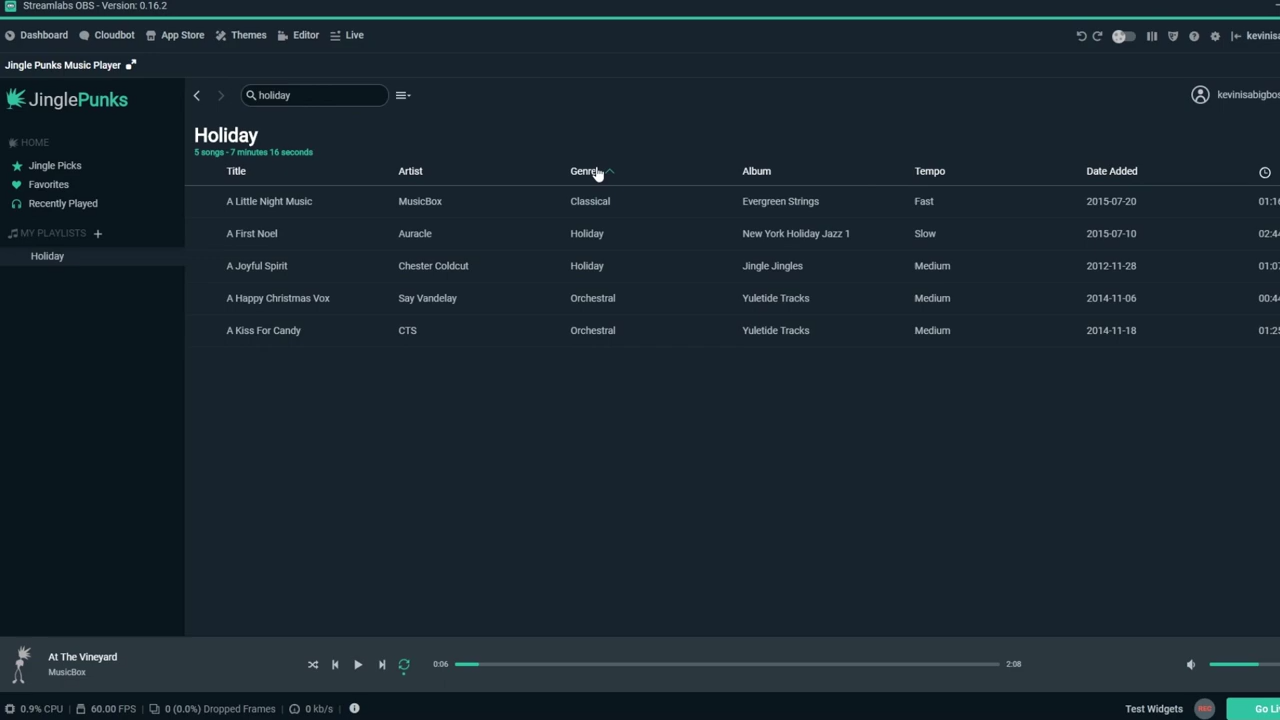 Streamlabs OBS - Version: 0.16.2
Dashboard Cloudbot App Store Themes Editor Live
Jingle Punks Music Player
JinglePunks
holiday
HOME
Jingle Picks
Favorites
Recently Played
MY PLAYLISTS +
Holiday
Holiday
5 songs - 7 minutes 16 seconds
Title Artist Genre Album Tempo Date Added
A Little Night Music MusicBox Classical Evergreen Strings Fast 2015-07-20
A First Noel Auracle Holiday New York Holiday Jazz 1 Slow 2015-07-10
A Joyful Spirit Chester Coldcut Holiday Jingle Jingles Medium 2012-11-28
A Happy Christmas Vox Say Vandelay Orchestral Yuletide Tracks Medium 2014-11-06
A Kiss For Candy CTS Orchestral Yuletide Tracks Medium 2014-11-18
At The Vineyard
MusicBox
0:06 2:08
0.9% CPU 60.00 FPS 0 (0.0%) Dropped Frames 0 kb/s
Test Widgets REC Go